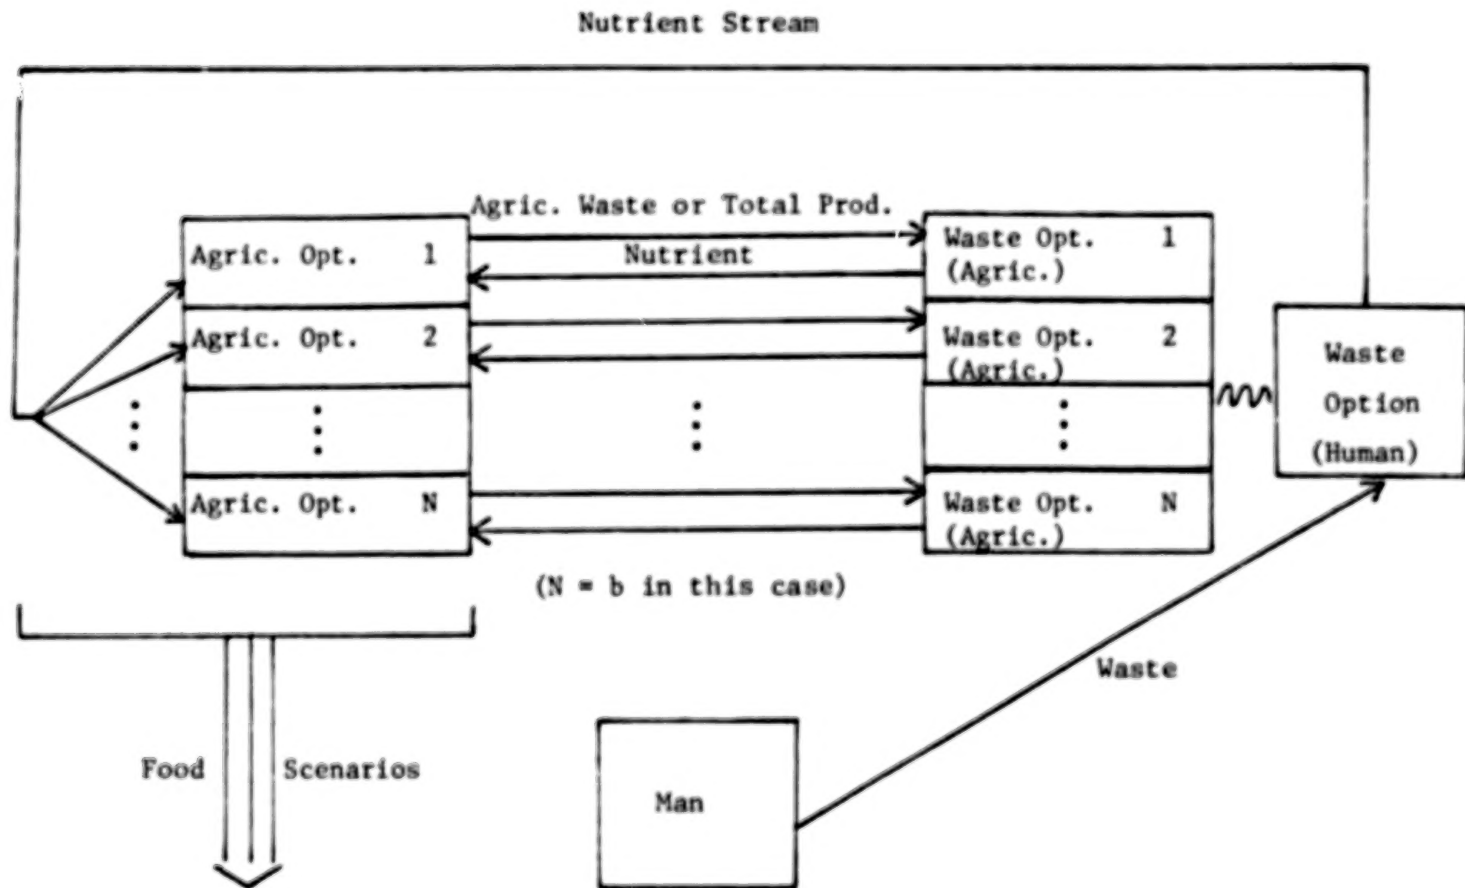 Nutrient Stream
Agric. Waste or Total Prod.
Agric. Opt. 1
Nutrient
Waste Opt. 1
(Agric.)
Agric. Opt. 2
Waste Opt. 2
(Agric.)
Waste
Option
(Human)
Agric. Opt. N
Waste Opt. N
(Agric.)
(N = b in this case)
Waste
Food Scenarios
Man